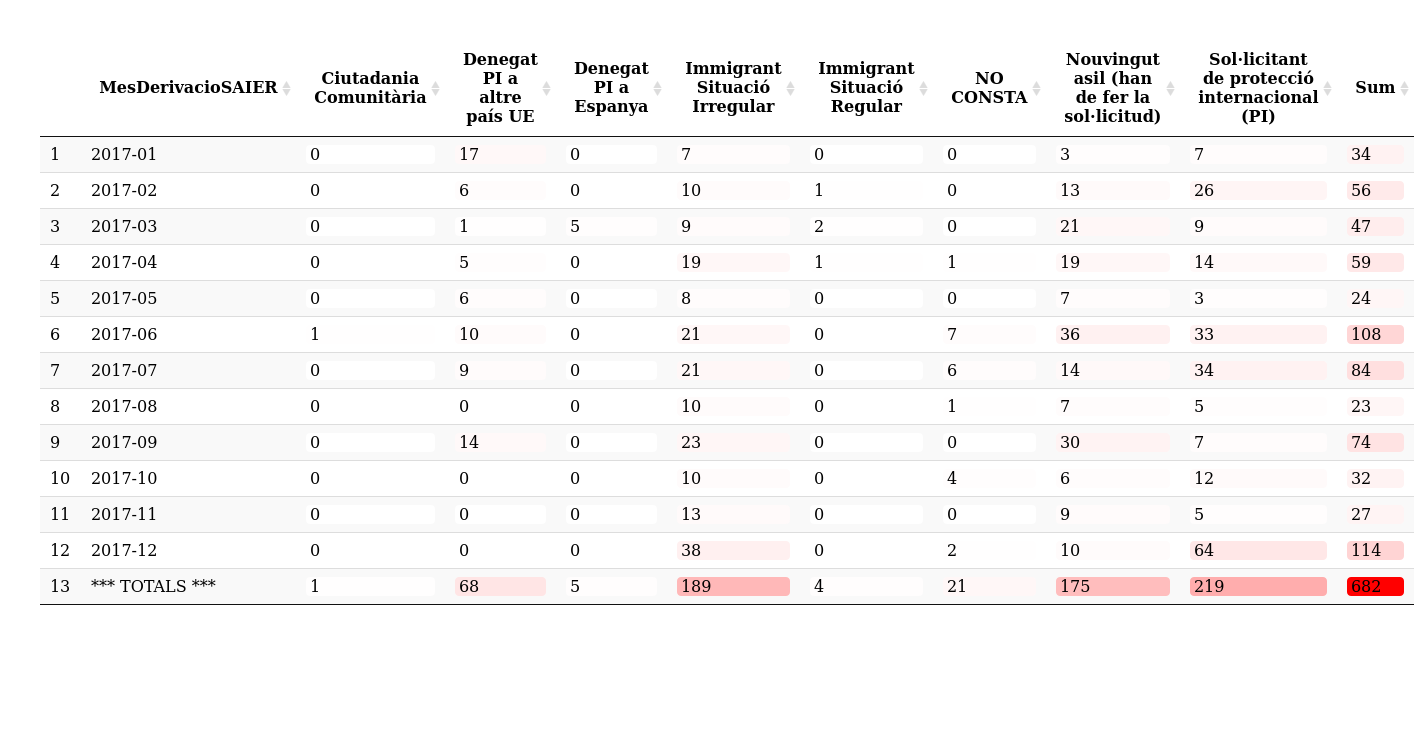 MesDerivacioSAIER Ciutadania Comunitària Denegat PI a altre país UE Denegat PI a Espanya Immigrant Situació Irregular Immigrant Situació Regular NO CONSTA Nouvingut asil (han de fer la sol·licitud) Sol·licitant de protecció internacional (PI) Sum
1 2017-01 0 17 0 7 0 0 3 7 34
2 2017-02 0 6 0 10 1 0 13 26 56
3 2017-03 0 1 5 9 2 0 21 9 47
4 2017-04 0 5 0 19 1 1 19 14 59
5 2017-05 0 6 0 8 0 0 7 3 24
6 2017-06 1 10 0 21 0 7 36 33 108
7 2017-07 0 9 0 21 0 6 14 34 84
8 2017-08 0 0 0 10 0 1 7 5 23
9 2017-09 0 14 0 23 0 0 30 7 74
10 2017-10 0 0 0 10 0 4 6 12 32
11 2017-11 0 0 0 13 0 0 9 5 27
12 2017-12 0 0 0 38 0 2 10 64 114
13 *** TOTALS *** 1 68 5 189 4 21 175 219 682